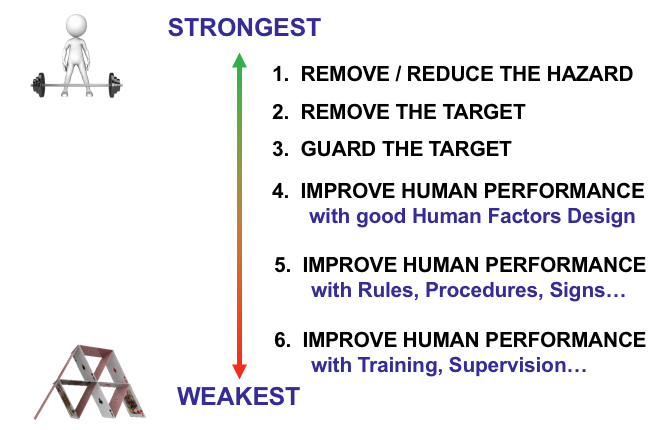 STRONGEST
1. REMOVE / REDUCE THE HAZARD
2. REMOVE THE TARGET
3. GUARD THE TARGET
4. IMPROVE HUMAN PERFORMANCE
with good Human Factors Design
5. IMPROVE HUMAN PERFORMANCE
with Rules, Procedures, Signs…
6. IMPROVE HUMAN PERFORMANCE
with Training, Supervision…
WEAKEST